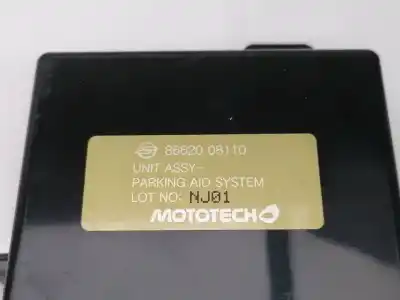 86620 08110
UNIT ASSY-
PARKING AID SYSTEM
LOT NO: NJ01
MOTOTECH